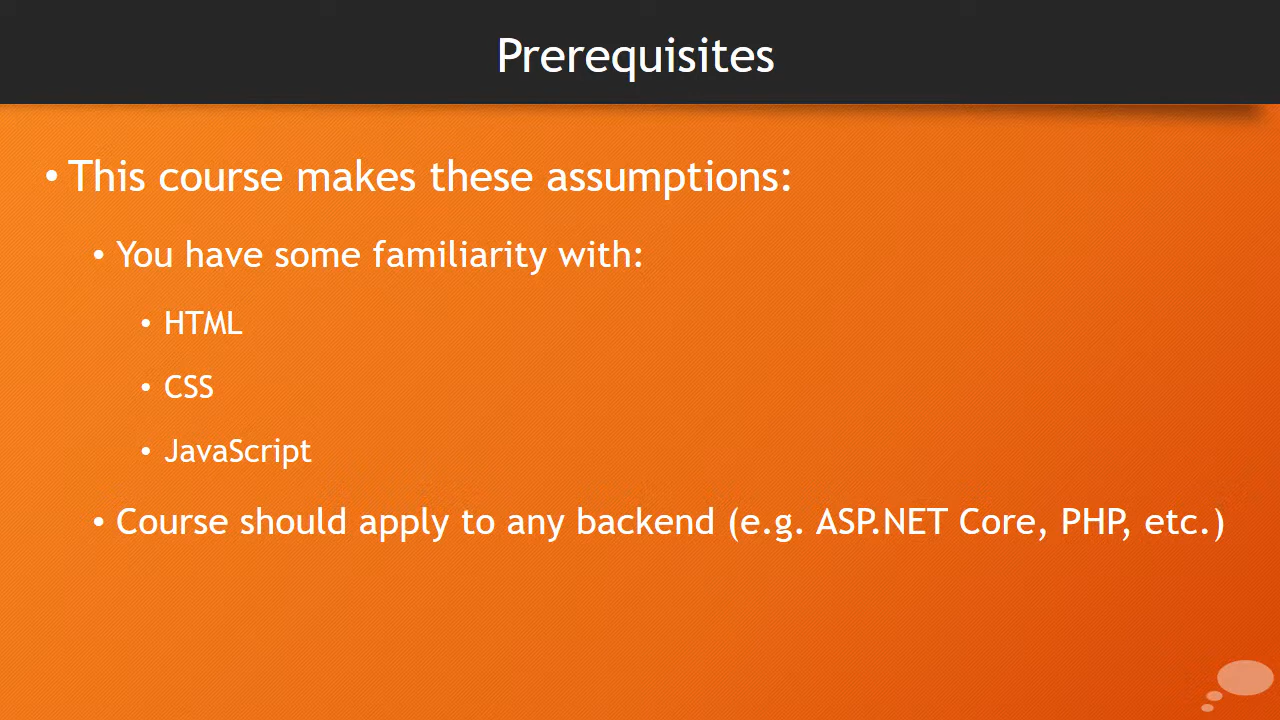 Prerequisites
• This course makes these assumptions:
• You have some familiarity with:
• HTML
• CSS
• JavaScript
• Course should apply to any backend (e.g. ASP.NET Core, PHP, etc.)